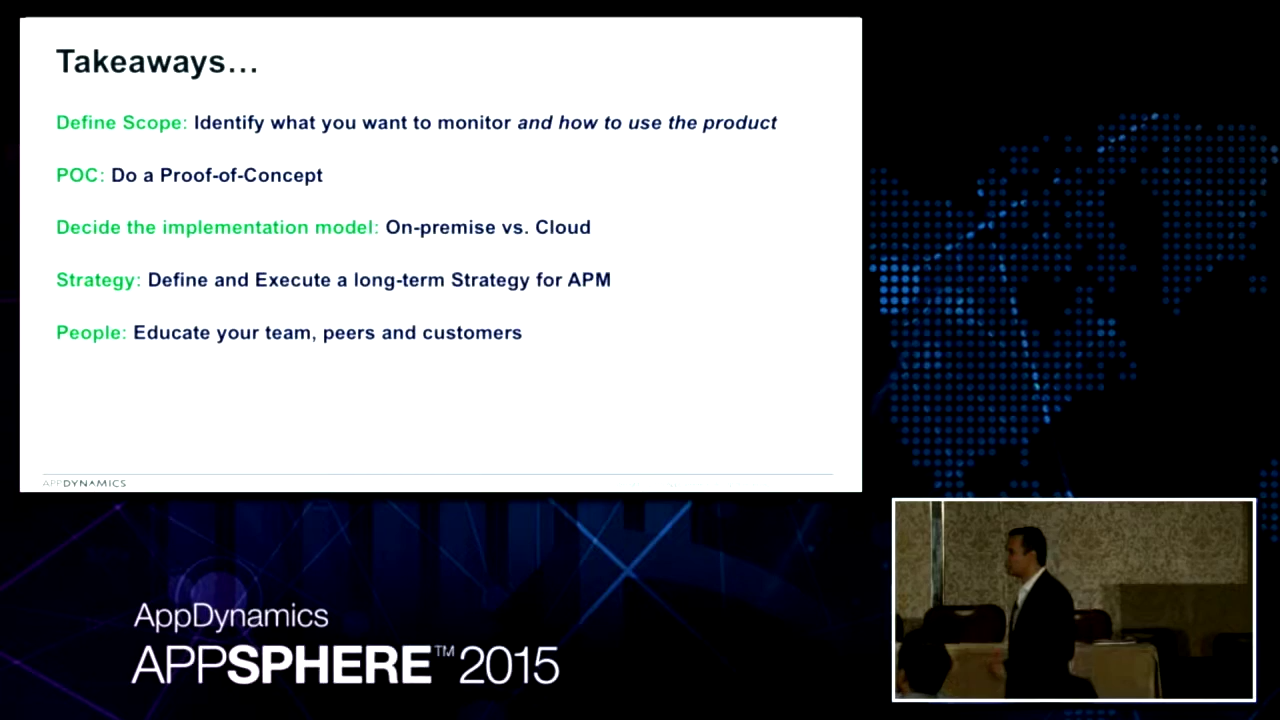 Takeaways…
Define Scope: Identify what you want to monitor and how to use the product
POC: Do a Proof-of-Concept
Decide the implementation model: On-premise vs. Cloud
Strategy: Define and Execute a long-term Strategy for APM
People: Educate your team, peers and customers
APPDYNAMICS
AppDynamics
APPSPHERE™ 2015